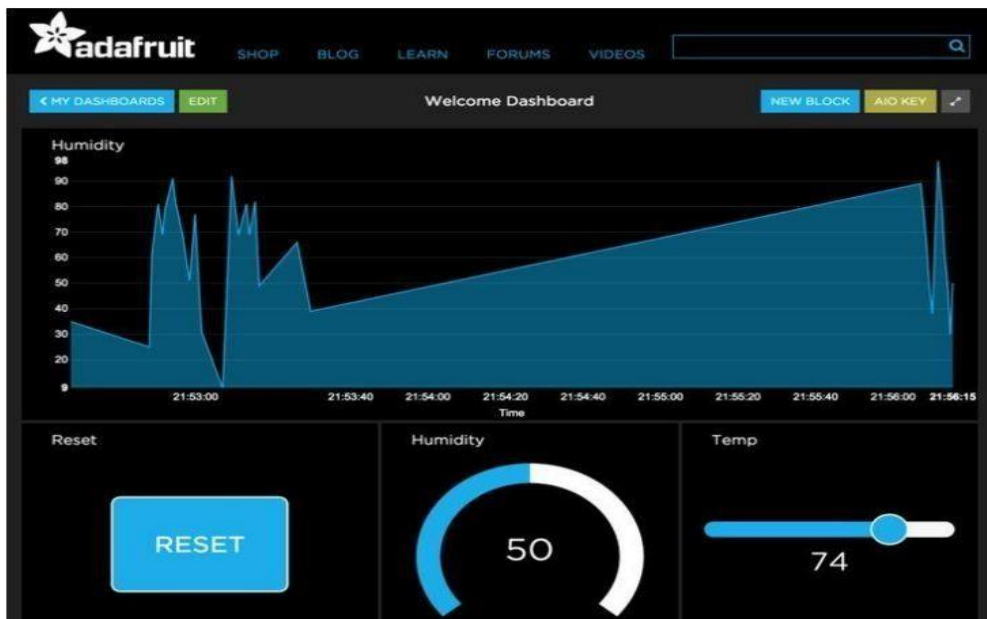 adafruit SHOP BLOG LEARN FORUMS VIDEOS
< MY DASHBOARDS EDIT Welcome Dashboard NEW BLOCK AIO KEY
Humidity
98
90
80
70
60
50
40
30
20
9
21:53:00 21:53:40 21:54:00 21:54:20 21:54:40 21:55:00 21:55:20 21:55:40 21:56:00 21:56:15
Time
Reset Humidity Temp
RESET 50 74